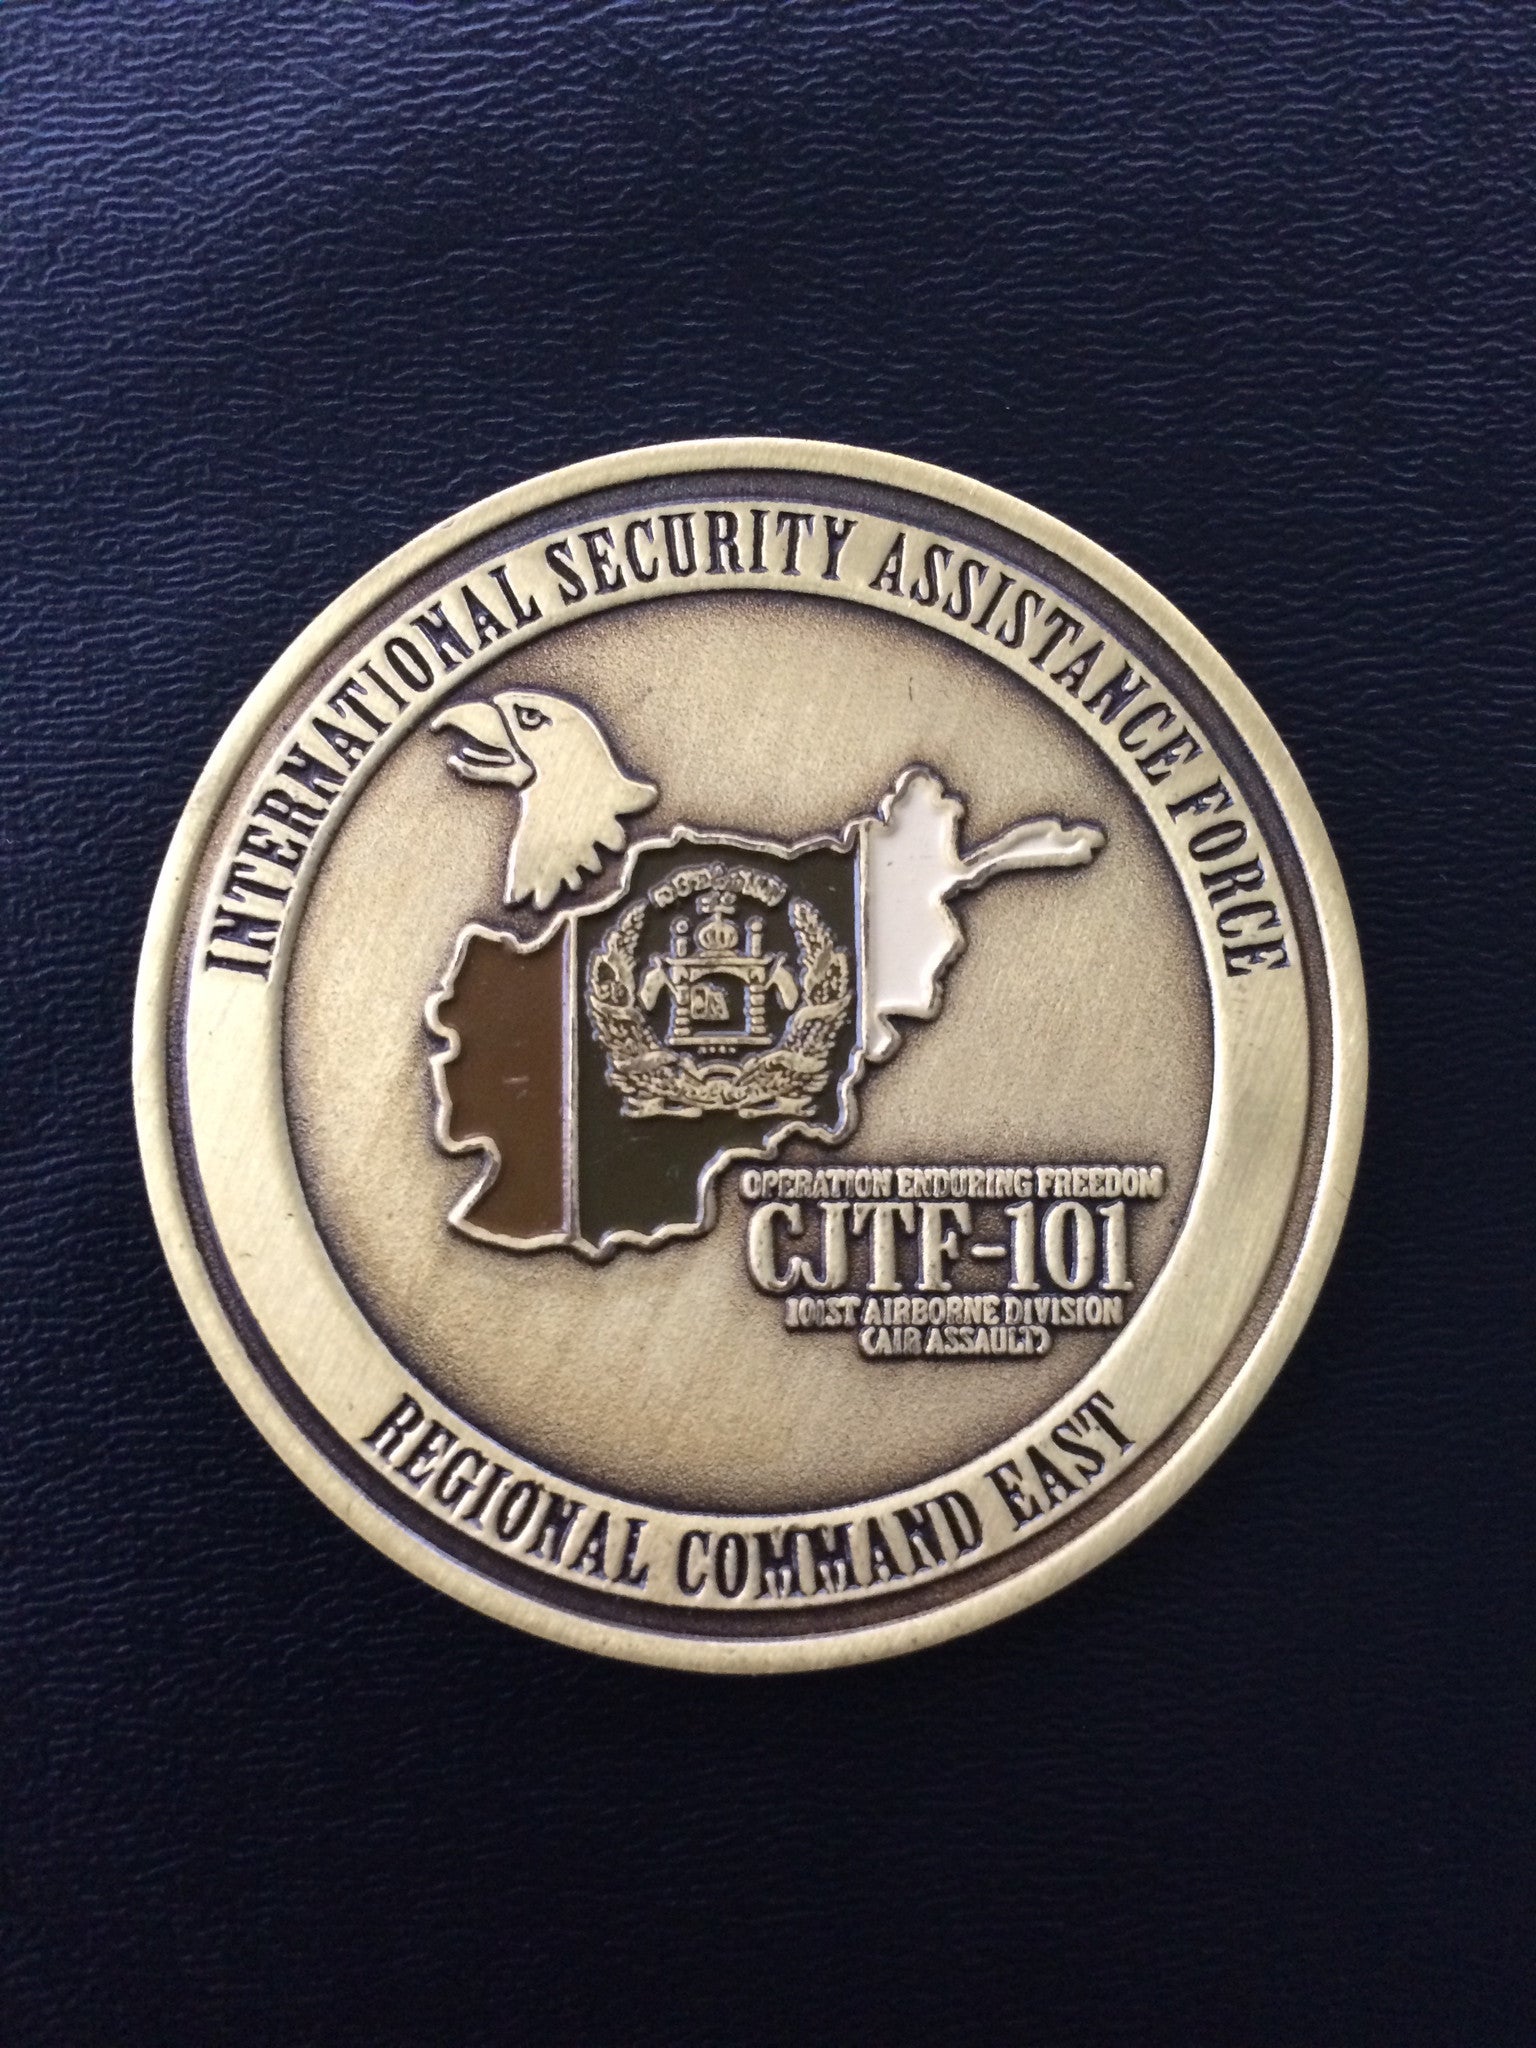 INTERNATIONAL SECURITY ASSISTANCE FORCE
OPERATION ENDURING FREEDOM
CJTF-101
101ST AIRBORNE DIVISION
(AIR ASSAULT)
REGIONAL COMMAND EAST